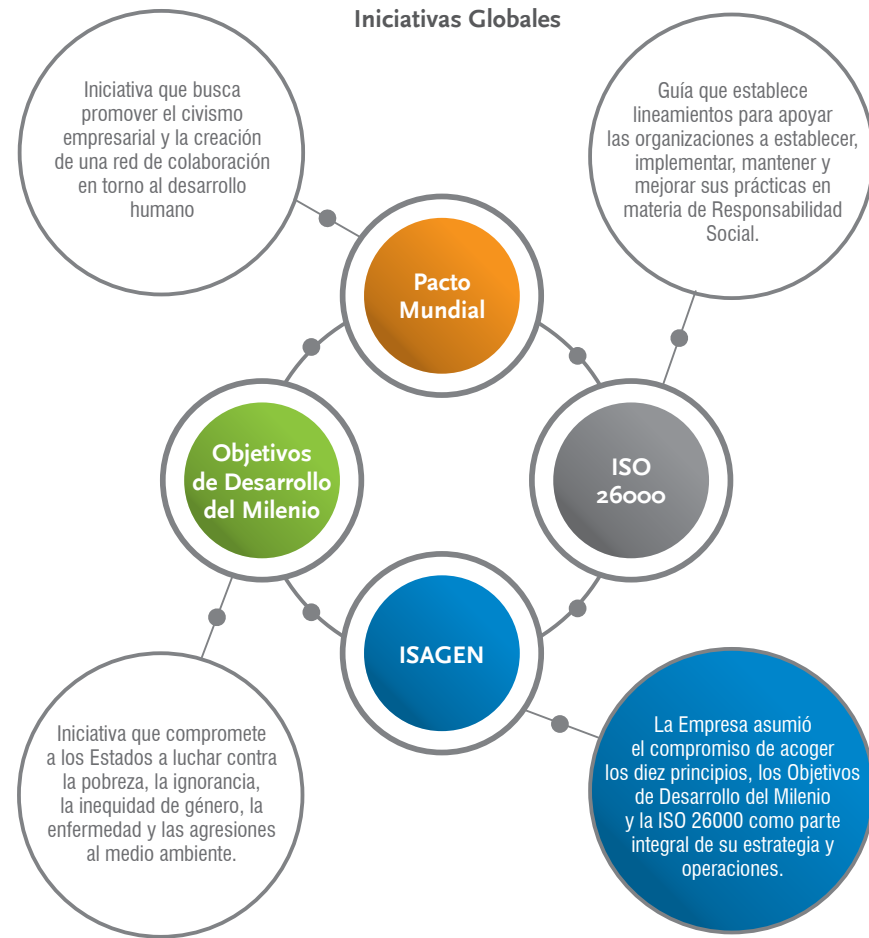 Iniciativas Globales
Iniciativa que busca
promover el civismo
empresarial y la creación
de una red de colaboración
en torno al desarrollo
humano
Guía que establece
lineamientos para apoyar
las organizaciones a establecer,
implementar, mantener y
mejorar sus prácticas en
materia de Responsabilidad
Social.
Pacto
Mundial
Objetivos
de Desarrollo
del Milenio
ISO
26000
ISAGEN
Iniciativa que compromete
a los Estados a luchar contra
la pobreza, la ignorancia,
la inequidad de género, la
enfermedad y las agresiones
al medio ambiente.
La Empresa asumió
el compromiso de acoger
los diez principios, los Objetivos
de Desarrollo del Milenio
y la ISO 26000 como parte
integral de su estrategia y
operaciones.